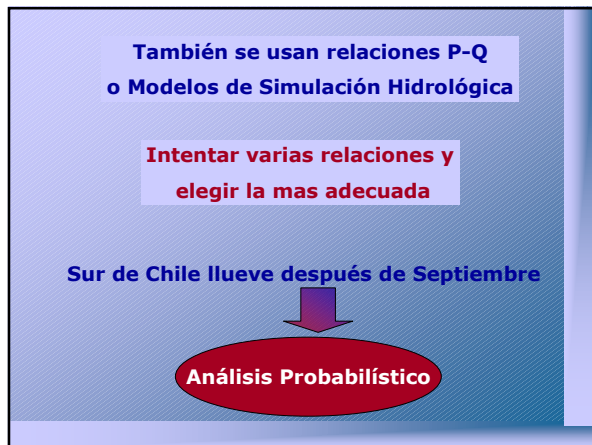 También se usan relaciones P-Q
o Modelos de Simulación Hidrológica
Intentar varias relaciones y
elegir la mas adecuada
Sur de Chile llueve después de Septiembre
Análisis Probabilístico